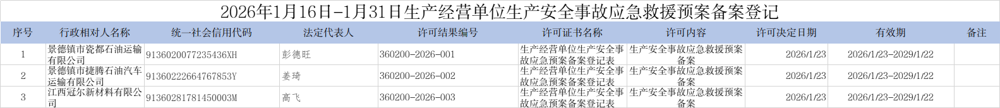 2026年1月16日-1月31日生产经营单位生产安全事故应急救援预案备案登记
序号 行政相对人名称 统一社会信用代码 法定代表人 许可结果编号 许可证书名称 许可内容 许可决定日期 有效期 备注
1 景德镇市瓷都石油运输有限公司 9136020077235436XH 彭德旺 360200-2026-001 生产经营单位生产安全事故应急预案备案登记表 生产安全事故应急救援预案备案 2026/1/23 2026/1/23-2029/1/22
2 景德镇市捷腾石油汽车运输有限公司 91360222664767853Y 姜琦 360200-2026-002 生产经营单位生产安全事故应急预案备案登记表 生产安全事故应急救援预案备案 2026/1/23 2026/1/23-2029/1/22
3 江西冠尔新材料有限公司 91360281781450003M 高飞 360200-2026-003 生产经营单位生产安全事故应急预案备案登记表 生产安全事故应急救援预案备案 2026/1/23 2026/1/23-2029/1/22